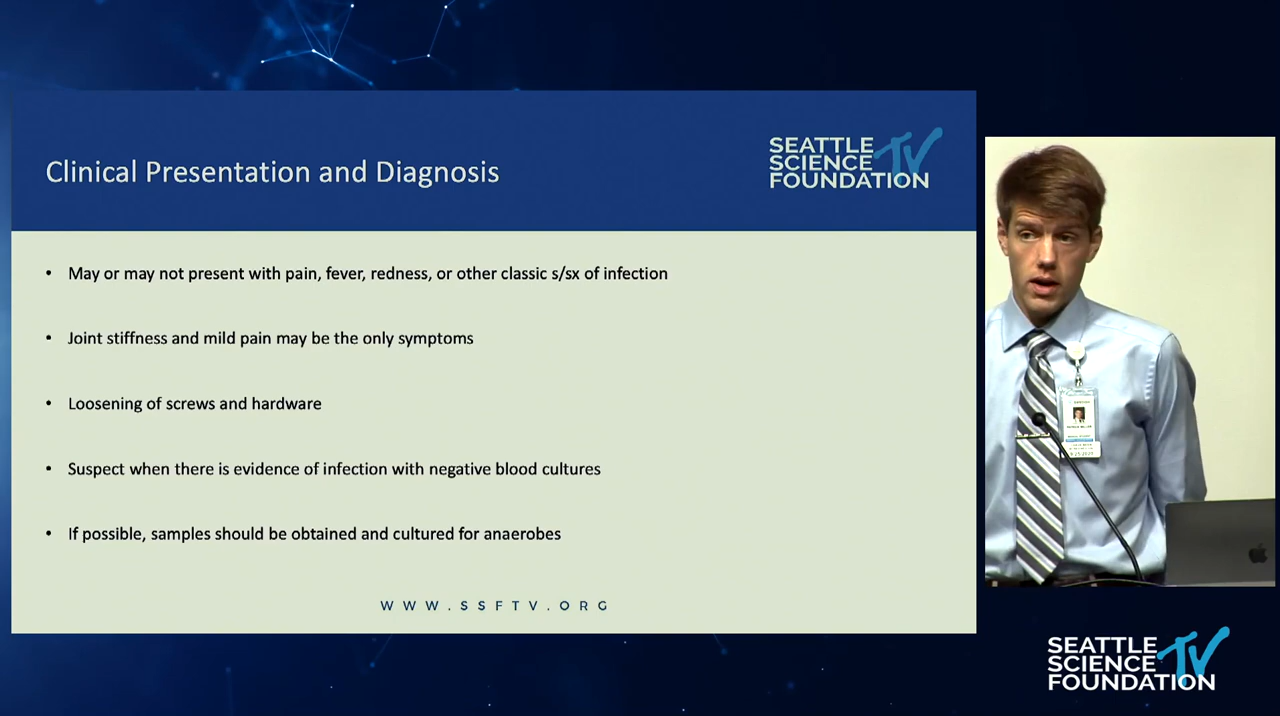 Clinical Presentation and Diagnosis
SEATTLE
SCIENCE TV
FOUNDATION
• May or may not present with pain, fever, redness, or other classic s/sx of infection
• Joint stiffness and mild pain may be the only symptoms
• Loosening of screws and hardware
• Suspect when there is evidence of infection with negative blood cultures
• If possible, samples should be obtained and cultured for anaerobes
WWW.SSFTV.ORG
SEATTLE
SCIENCE TV
FOUNDATION